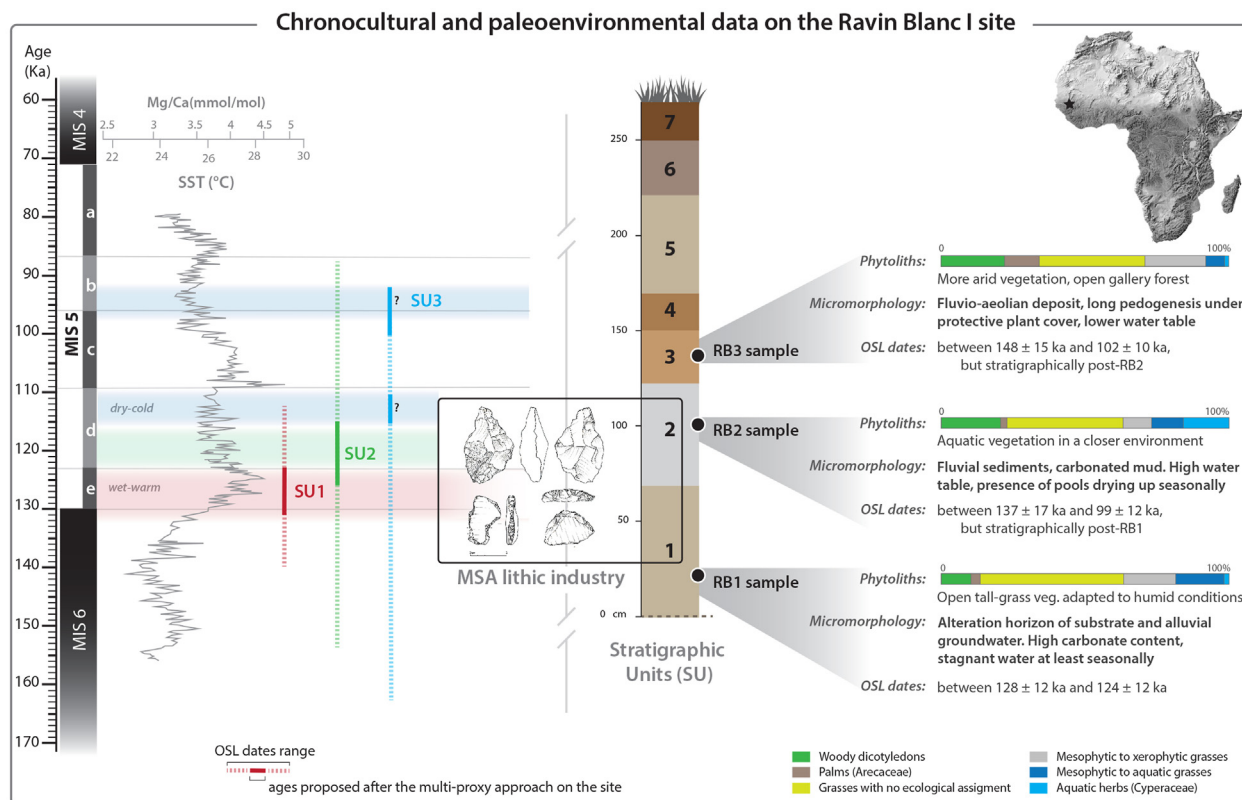 Chronocultural and paleoenvironmental data on the Ravin Blanc I site
Age
(Ka)
60
70
80
90
100
110
120
130
140
150
160
170
MIS 4
MIS 5
MIS 6
a
b
c
d
e
Mg/Ca(mmol/mol)
2.5 3 3.5 4 4.5 5
22 24 26 28 30
SST (°C)
dry-cold
wet-warm
SU1
SU2
? SU3
?
MSA lithic industry
250
200
150
100
50
0 cm
7
6
5
4
3
2
1
Stratigraphic
Units (SU)
RB3 sample
RB2 sample
RB1 sample
0 100%
Phytoliths:
More arid vegetation, open gallery forest
Micromorphology: Fluvio-aeolian deposit, long pedogenesis under
protective plant cover, lower water table
OSL dates: between 148 ± 15 ka and 102 ± 10 ka,
but stratigraphically post-RB2
0 100%
Phytoliths:
Aquatic vegetation in a closer environment
Micromorphology: Fluvial sediments, carbonated mud. High water
table, presence of pools drying up seasonally
OSL dates: between 137 ± 17 ka and 99 ± 12 ka,
but stratigraphically post-RB1
0 100%
Phytoliths:
Open tall-grass veg. adapted to humid conditions
Micromorphology: Alteration horizon of substrate and alluvial
groundwater. High carbonate content,
stagnant water at least seasonally
OSL dates: between 128 ± 12 ka and 124 ± 12 ka
OSL dates range
ages proposed after the multi-proxy approach on the site
Woody dicotyledons
Palms (Arecaceae)
Grasses with no ecological assigment
Mesophytic to xerophytic grasses
Mesophytic to aquatic grasses
Aquatic herbs (Cyperaceae)